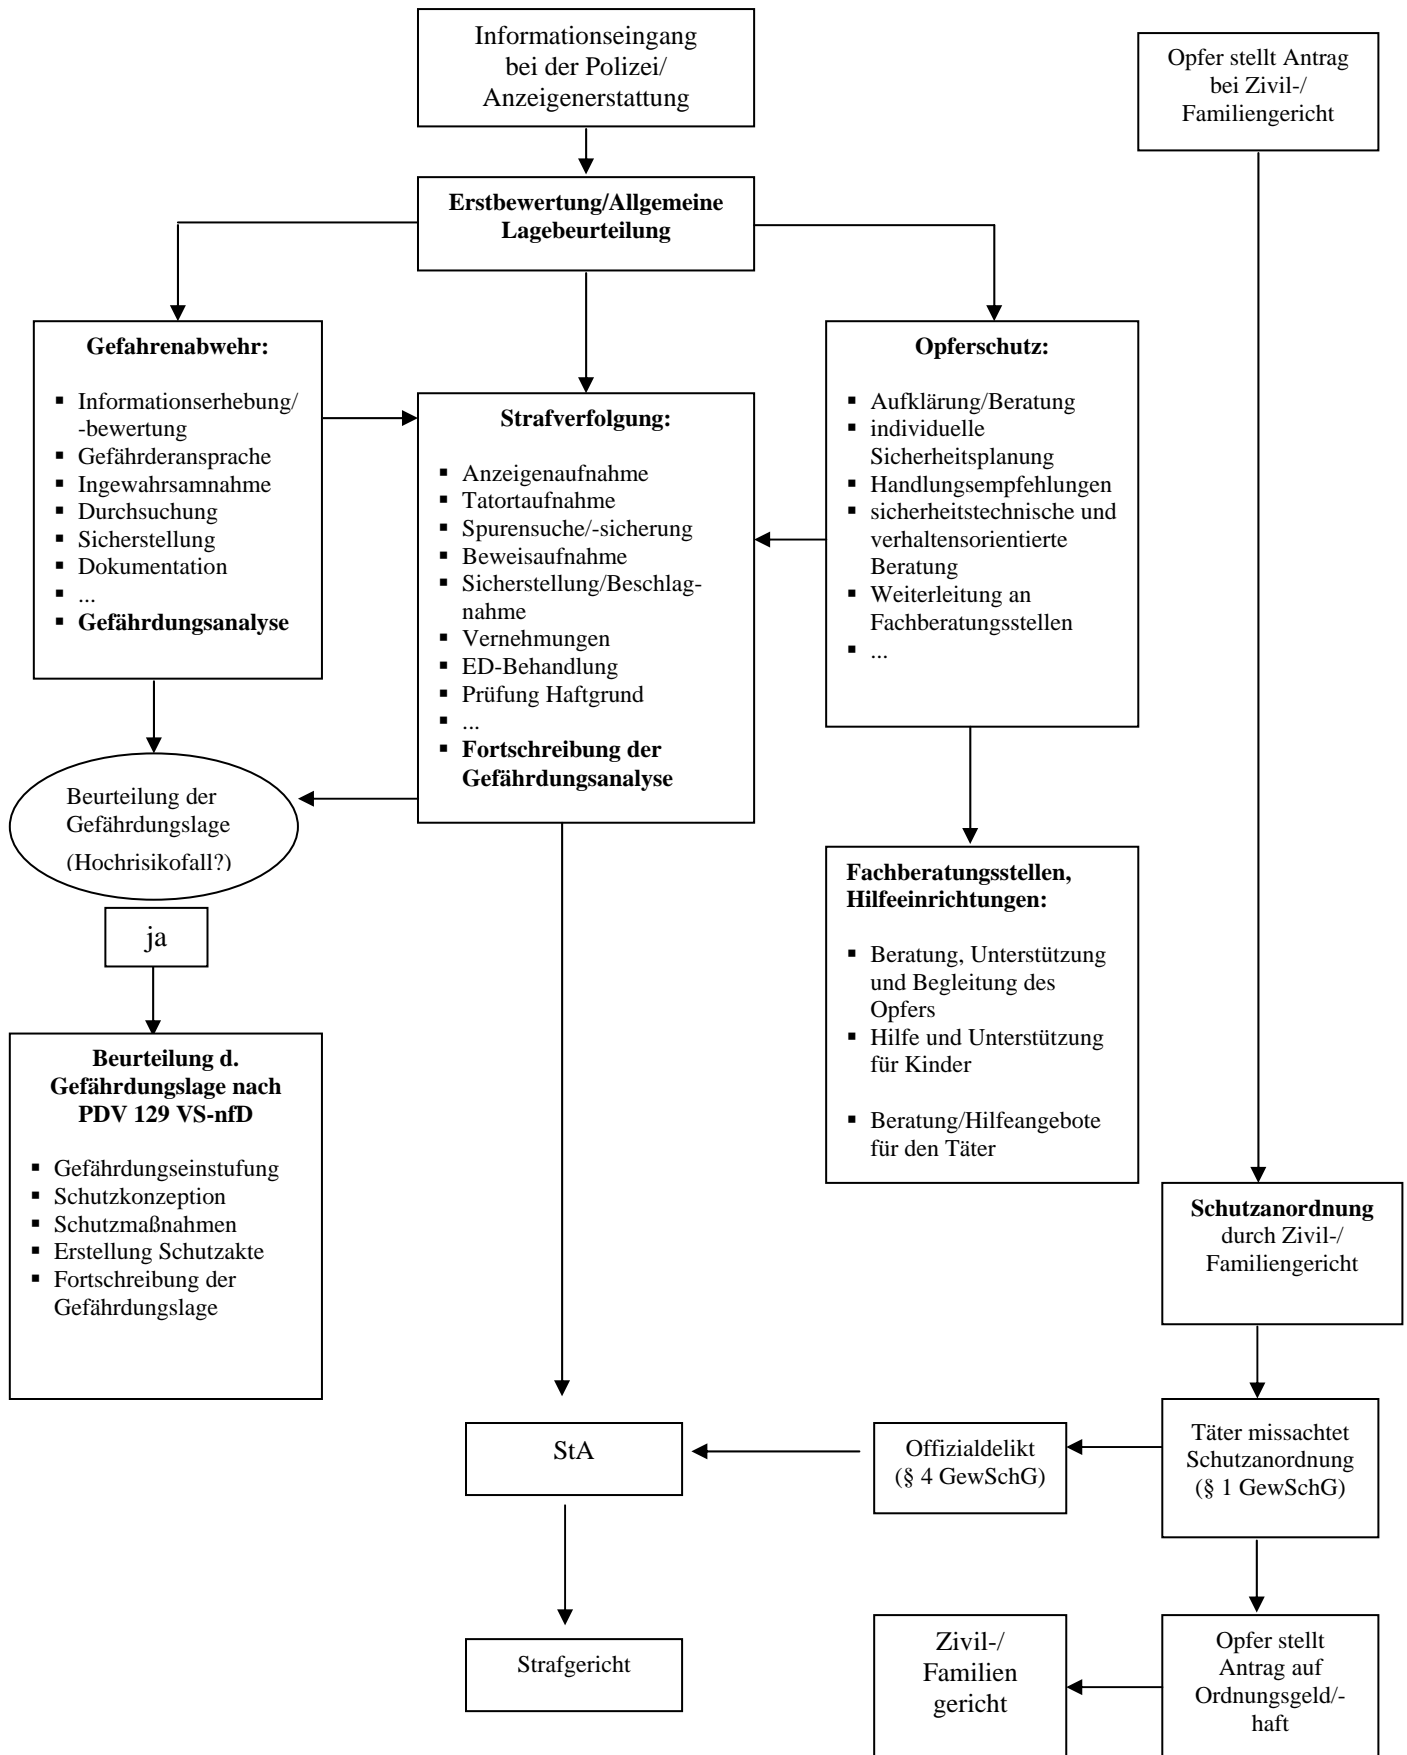 Informationseingang
bei der Polizei/
Anzeigenerstattung
Opfer stellt Antrag
bei Zivil-/
Familiengericht
Erstbewertung/Allgemeine
Lagebeurteilung
Gefahrenabwehr:
▪ Informationserhebung/
-bewertung
▪ Gefährderansprache
▪ Ingewahrsamnahme
▪ Durchsuchung
▪ Sicherstellung
▪ Dokumentation
▪ ...
▪ Gefährdungsanalyse
Strafverfolgung:
▪ Anzeigenaufnahme
▪ Tatortaufnahme
▪ Spurensuche/-sicherung
▪ Beweisaufnahme
▪ Sicherstellung/Beschlag-
nahme
▪ Vernehmungen
▪ ED-Behandlung
▪ Prüfung Haftgrund
▪ ...
▪ Fortschreibung der
Gefährdungsanalyse
Opferschutz:
▪ Aufklärung/Beratung
▪ individuelle
Sicherheitsplanung
▪ Handlungsempfehlungen
▪ sicherheitstechnische und
verhaltensorientierte
Beratung
▪ Weiterleitung an
Fachberatungsstellen
▪ ...
Beurteilung der
Gefährdungslage
(Hochrisikofall?)
ja
Beurteilung d.
Gefährdungslage nach
PDV 129 VS-nfD
▪ Gefährdungseinstufung
▪ Schutzkonzeption
▪ Schutzmaßnahmen
▪ Erstellung Schutzakte
▪ Fortschreibung der
Gefährdungslage
Fachberatungsstellen,
Hilfeeinrichtungen:
▪ Beratung, Unterstützung
und Begleitung des
Opfers
▪ Hilfe und Unterstützung
für Kinder
▪ Beratung/Hilfeangebote
für den Täter
Schutzanordnung
durch Zivil-/
Familiengericht
Täter missachtet
Schutzanordnung
(§ 1 GewSchG)
Offizialdelikt
(§ 4 GewSchG)
StA
Strafgericht
Opfer stellt
Antrag auf
Ordnungsgeld/-
haft
Zivil-/
Familien
gericht